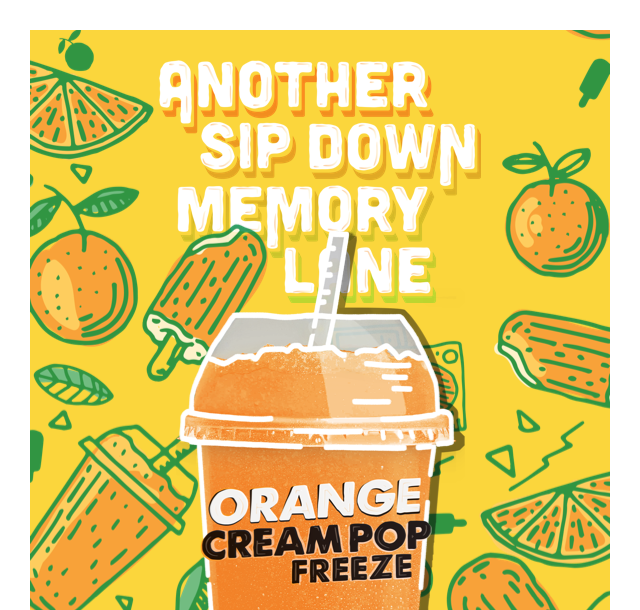 ANOTHER
SIP DOWN
MEMORY
LANE
ORANGE
CREAM POP
FREEZE